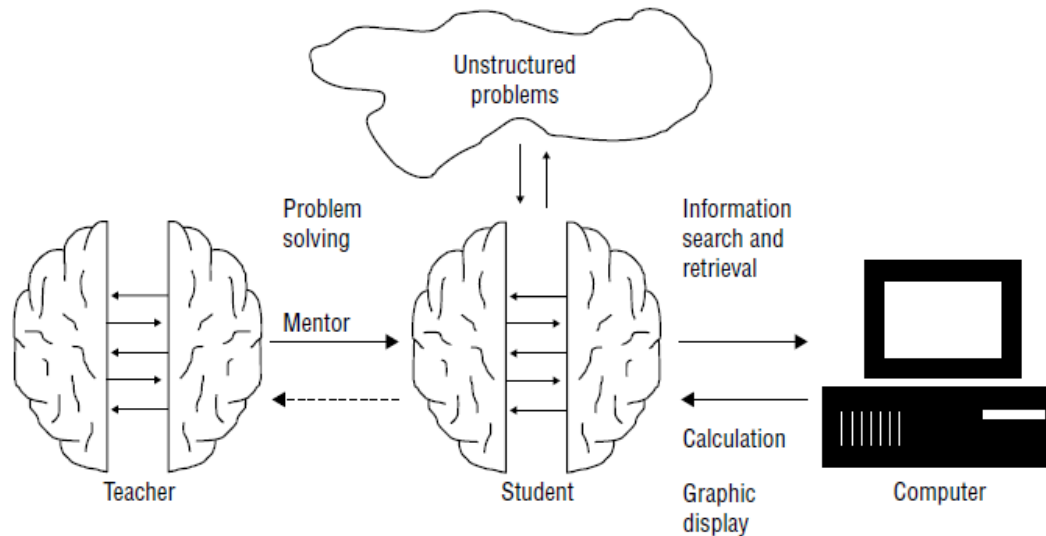 Unstructured
problems
Problem
solving
Mentor
Information
search and
retrieval
Calculation
Graphic
display
Teacher
Student
Computer